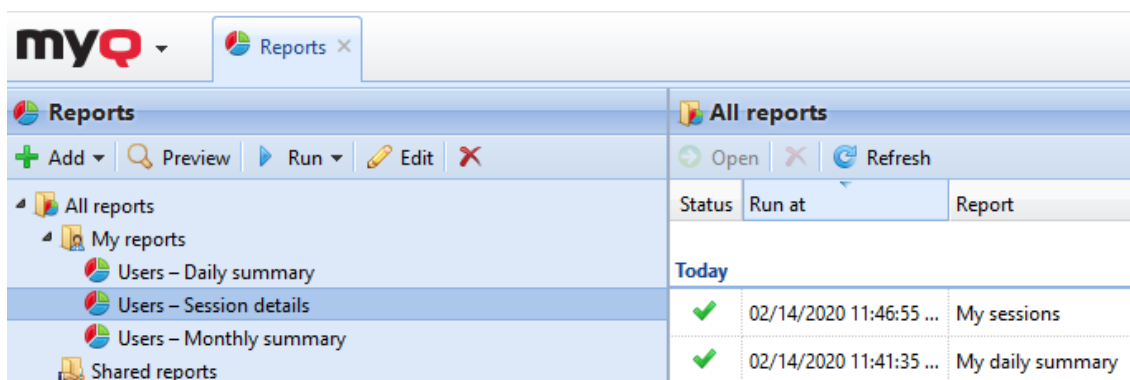 myQ
Reports
Reports
Add Preview Run Edit
All reports
My reports
Users – Daily summary
Users – Session details
Users – Monthly summary
Shared reports
All reports
Open Refresh
Status Run at Report
Today
02/14/2020 11:46:55 ... My sessions
02/14/2020 11:41:35 ... My daily summary